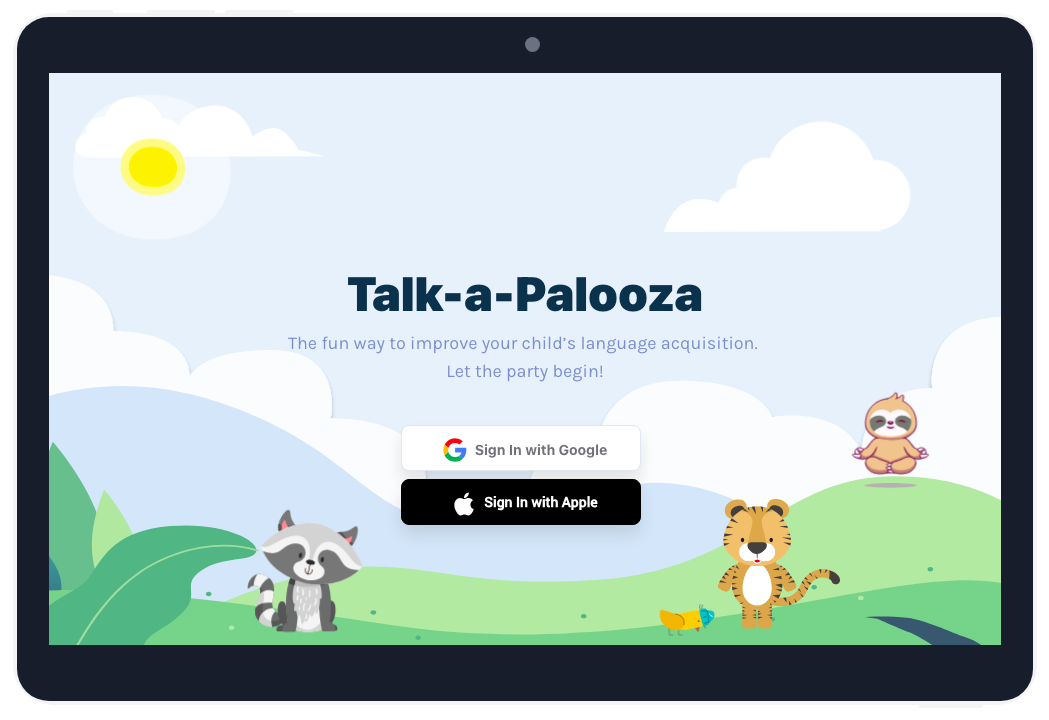 Talk-a-Palooza
The fun way to improve your child's language acquisition.
Let the party begin!
Sign In with Google
Sign In with Apple